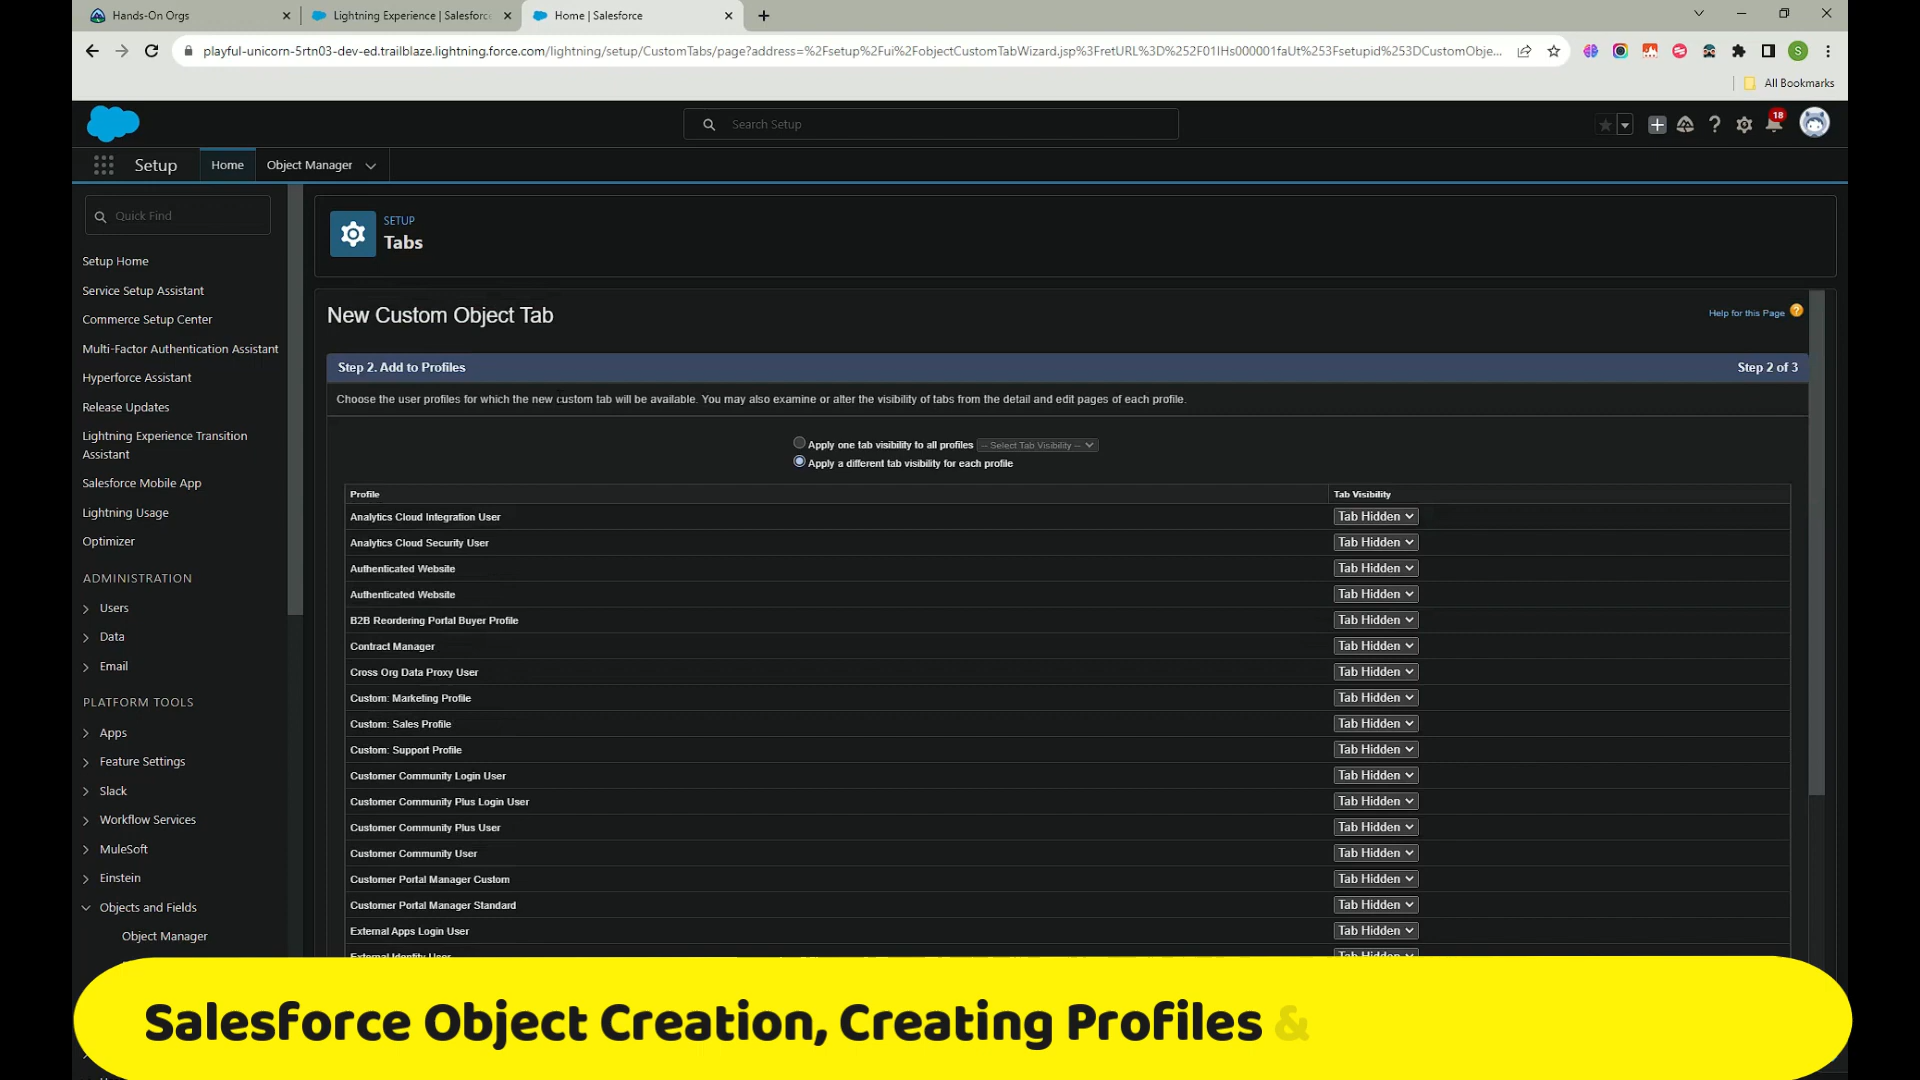 Hands-On Orgs
Lightning Experience | Salesforc
Home | Salesforce
playful-unicorn-5rtn03-dev-ed.trailblaze.lightning.force.com/lightning/setup/CustomTabs/page?address=%2Fsetup%2Fui%2FobjectCustomTabWizard.jsp%3FretURL%3D%252F01IHs000001faUt%253Fsetupid%253DCustomObje...
S
All Bookmarks
Search Setup
18
Setup
Home
Object Manager
Quick Find
SETUP
Tabs
Setup Home
Service Setup Assistant
Commerce Setup Center
Multi-Factor Authentication Assistant
Hyperforce Assistant
Release Updates
Lightning Experience Transition
Assistant
Salesforce Mobile App
Lightning Usage
Optimizer
ADMINISTRATION
Users
Data
Email
PLATFORM TOOLS
Apps
Feature Settings
Slack
Workflow Services
MuleSoft
Einstein
Objects and Fields
Object Manager
New Custom Object Tab
Help for this Page
Step 2. Add to Profiles
Step 2 of 3
Choose the user profiles for which the new custom tab will be available. You may also examine or alter the visibility of tabs from the detail and edit pages of each profile.
Apply one tab visibility to all profiles -- Select Tab Visibility --
Apply a different tab visibility for each profile
Profile Tab Visibility
Analytics Cloud Integration User Tab Hidden
Analytics Cloud Security User Tab Hidden
Authenticated Website Tab Hidden
Authenticated Website Tab Hidden
B2B Reordering Portal Buyer Profile Tab Hidden
Contract Manager Tab Hidden
Cross Org Data Proxy User Tab Hidden
Custom: Marketing Profile Tab Hidden
Custom: Sales Profile Tab Hidden
Custom: Support Profile Tab Hidden
Customer Community Login User Tab Hidden
Customer Community Plus Login User Tab Hidden
Customer Community Plus User Tab Hidden
Customer Community User Tab Hidden
Customer Portal Manager Custom Tab Hidden
Customer Portal Manager Standard Tab Hidden
External Apps Login User Tab Hidden
External Identity User Tab Hidden
Salesforce Object Creation, Creating Profiles &